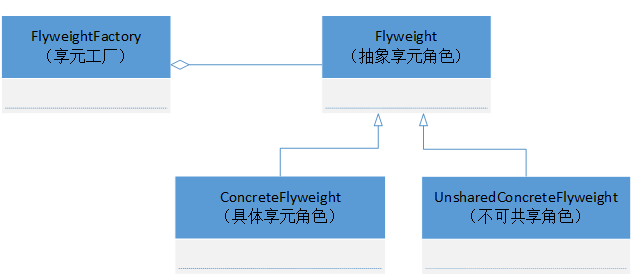 FlyweightFactory
（享元工厂）
Flyweight
（抽象享元角色）
ConcreteFlyweight
（具体享元角色）
UnsharedConcreteFlyweight
（不可共享角色）